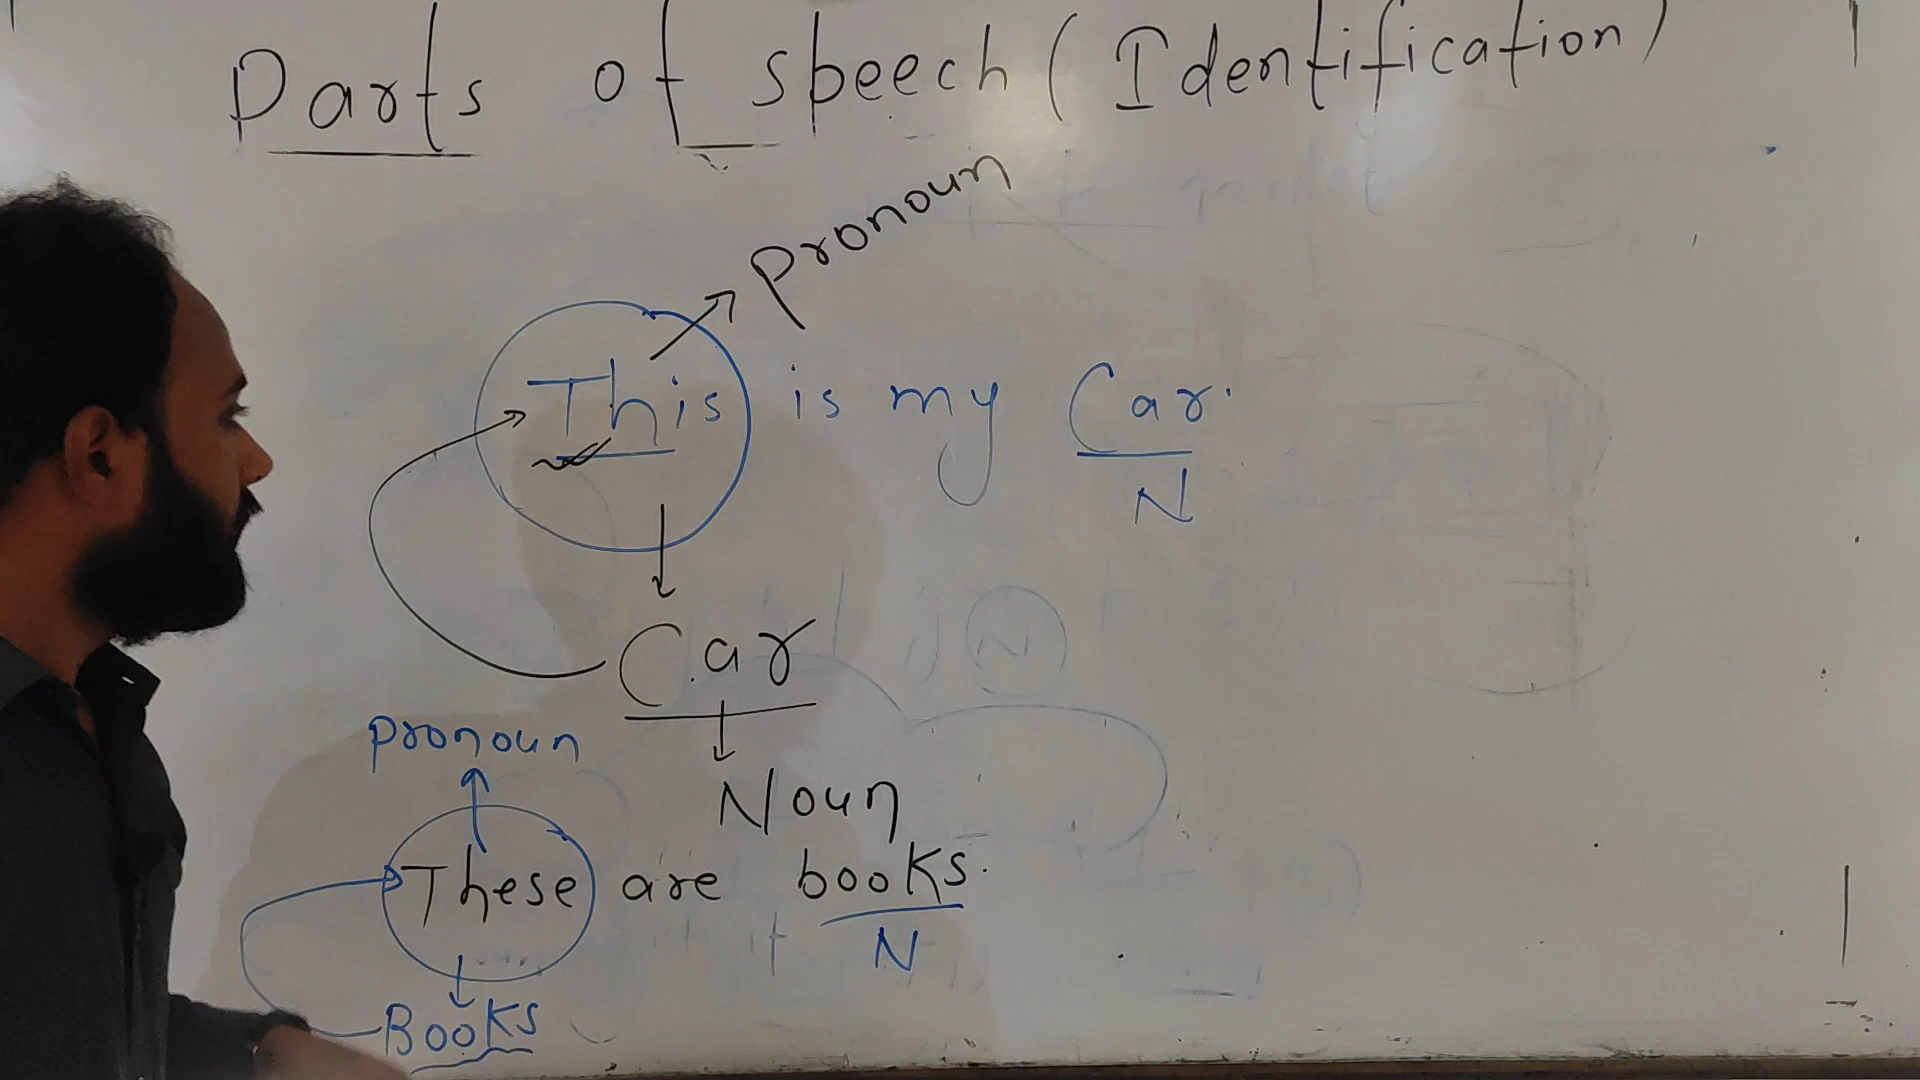 Parts of speech (Identification)
pronoun
This is my Car.
N
Car
pronoun
Noun
These are books.
N
Books